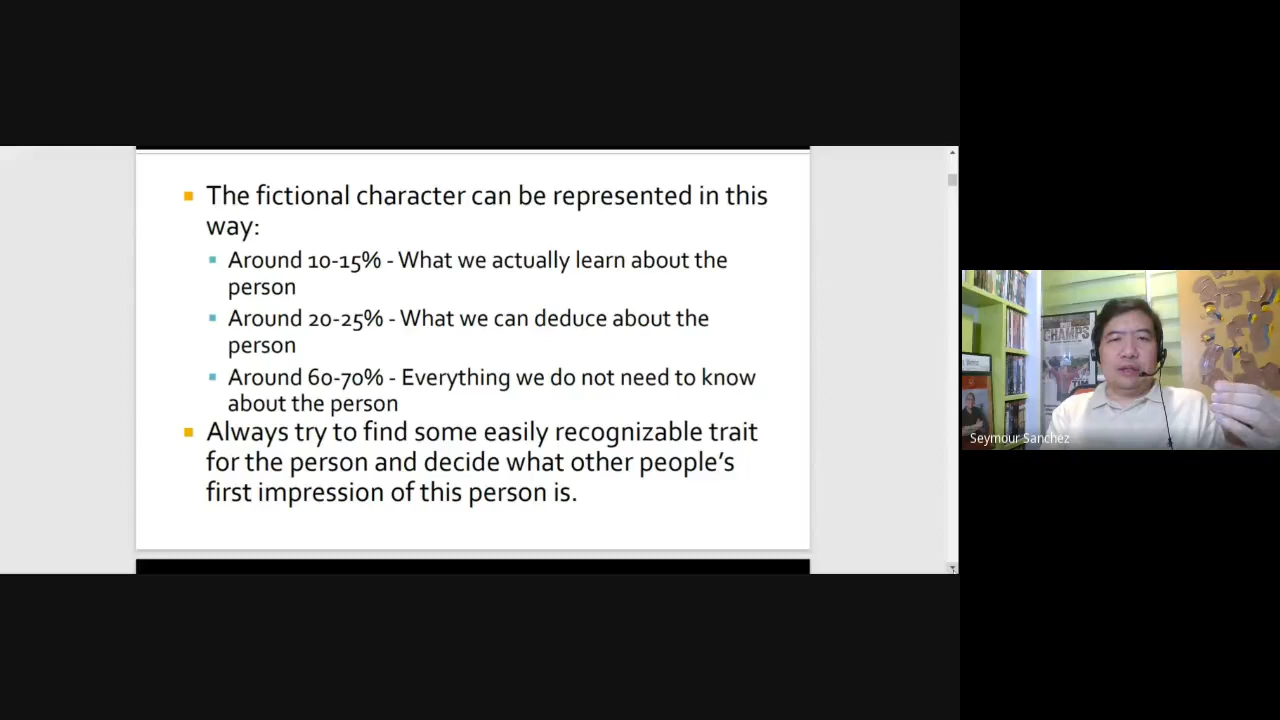 The fictional character can be represented in this
way:
Around 10-15% - What we actually learn about the
person
Around 20-25% - What we can deduce about the
person
Around 60-70% - Everything we do not need to know
about the person
Always try to find some easily recognizable trait
for the person and decide what other people's
first impression of this person is.
CHAMPS
TIM
Seymour Sanchez